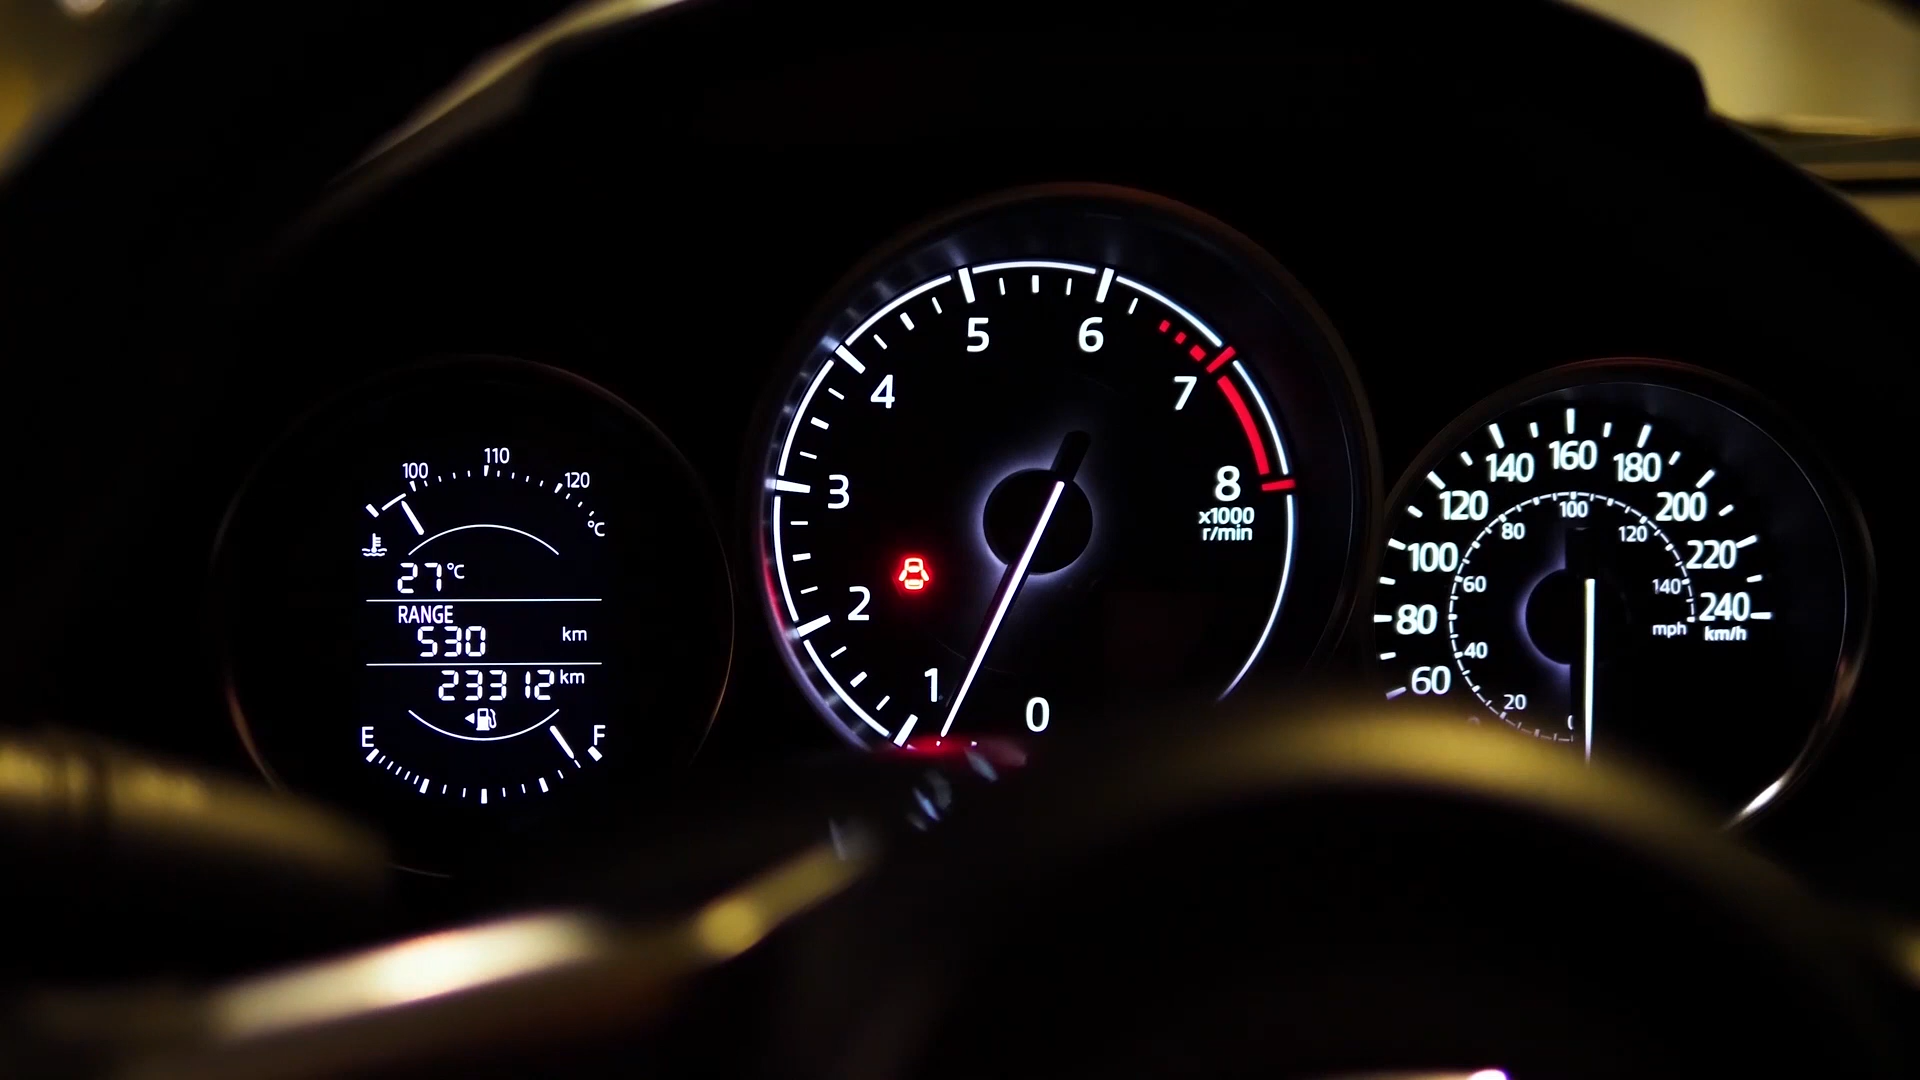 100 110 120
°C
27 °C
RANGE
530 km
23312 km
E F
0 1 2 3 4 5 6 7 8
x1000
r/min
60 80 100 120 140 160 180 200 220 240
km/h
20 40 60 80 100 120 140
mph